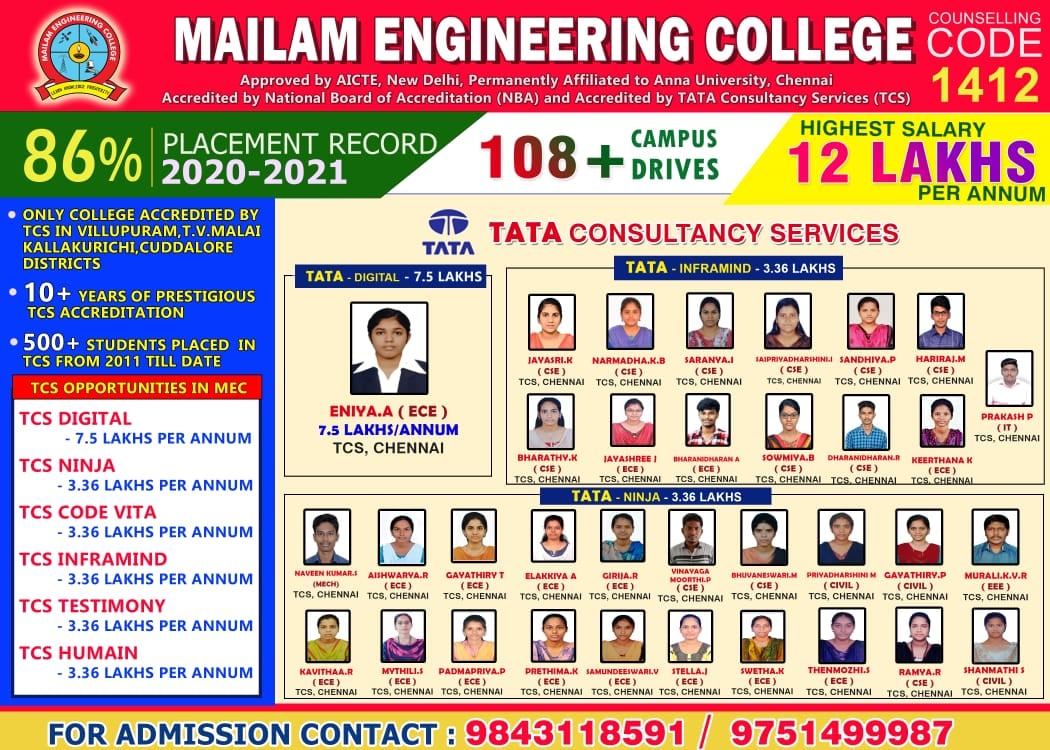 MAILAM ENGINEERING COLLEGE
LEARN KNOWLEDGE PROSPERITY
MAILAM ENGINEERING COLLEGE
Approved by AICTE, New Delhi, Permanently Affiliated to Anna University, Chennai
Accredited by National Board of Accreditation (NBA) and Accredited by TATA Consultancy Services (TCS)
COUNSELLING
CODE
1412
86%
PLACEMENT RECORD
2020-2021
108+
CAMPUS
DRIVES
HIGHEST SALARY
12 LAKHS
PER ANNUM
• ONLY COLLEGE ACCREDITED BY
TCS IN VILLUPURAM,T.V.MALAI
KALLAKURICHI,CUDDALORE
DISTRICTS
• 10+ YEARS OF PRESTIGIOUS
TCS ACCREDITATION
• 500+ STUDENTS PLACED IN
TCS FROM 2011 TILL DATE
TCS OPPORTUNITIES IN MEC
TCS DIGITAL
- 7.5 LAKHS PER ANNUM
TCS NINJA
- 3.36 LAKHS PER ANNUM
TCS CODE VITA
- 3.36 LAKHS PER ANNUM
TCS INFRAMIND
- 3.36 LAKHS PER ANNUM
TCS TESTIMONY
- 3.36 LAKHS PER ANNUM
TCS HUMAIN
- 3.36 LAKHS PER ANNUM
TATA
TATA CONSULTANCY SERVICES
TATA - DIGITAL - 7.5 LAKHS
ENIYA.A ( ECE )
7.5 LAKHS/ANNUM
TCS, CHENNAI
TATA - INFRAMIND - 3.36 LAKHS
JAYASRI.K
( CSE )
TCS, CHENNAI
NARMADHA.K.B
( CSE )
TCS, CHENNAI
SARANYA.I
( CSE )
TCS, CHENNAI
SAIPRIYADHARSHINI.I
( CSE )
TCS, CHENNAI
SANDHIYA.P
( CSE )
TCS, CHENNAI
HARIRAJ.M
( CSE )
TCS, CHENNAI
PRAKASH P
( IT )
TCS, CHENNAI
BHARATHY.K
( CSE )
TCS, CHENNAI
JAYASHREE J
( ECE )
TCS, CHENNAI
BHARANIDHARAN A
( ECE )
TCS, CHENNAI
SOWMIYA.B
( CSE )
TCS, CHENNAI
DHARANIDHARAN.R
( CSE )
TCS, CHENNAI
KEERTHANA K
( ECE )
TCS, CHENNAI
TATA - NINJA - 3.36 LAKHS
NAVEEN KUMAR.S
(MECH)
TCS, CHENNAI
AISHWARYA.R
( ECE )
TCS, CHENNAI
GAYATHIRY T
( ECE )
TCS, CHENNAI
ELAKKIYA A
( ECE )
TCS, CHENNAI
GIRIJA.R
( ECE )
TCS, CHENNAI
VINAYAGA
MOORTHI.P
( CSE )
TCS, CHENNAI
BHUVANESWARI.M
( CSE )
TCS, CHENNAI
PRIYADHARISHINI M
( CIVIL )
TCS, CHENNAI
GAYATHIRY.P
( CIVIL )
TCS, CHENNAI
MURALI.K.V.R
( EEE )
TCS, CHENNAI
KAVITHAA.R
( ECE )
TCS, CHENNAI
MYTHILI.S
( ECE )
TCS, CHENNAI
PADMAPRIYA.P
( ECE )
TCS, CHENNAI
PRETHIMA.K
( ECE )
TCS, CHENNAI
SAMUNDEESWARI.V
( ECE )
TCS, CHENNAI
STELLA.J
( ECE )
TCS, CHENNAI
SWETHA.K
( ECE )
TCS, CHENNAI
THENMOZHI.S
( ECE )
TCS, CHENNAI
RAMYA.R
( CSE )
TCS, CHENNAI
SHANMATHI S
( CIVIL )
TCS, CHENNAI
FOR ADMISSION CONTACT : 9843118591 / 9751499987